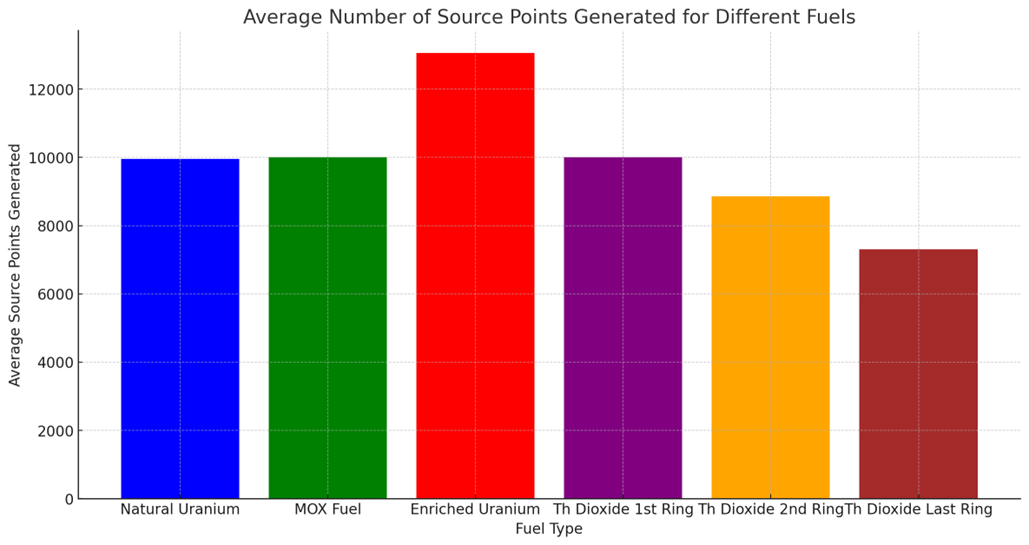 Average Number of Source Points Generated for Different Fuels
Average Source Points Generated
12000
10000
8000
6000
4000
2000
0
Natural Uranium MOX Fuel Enriched Uranium Th Dioxide 1st Ring Th Dioxide 2nd Ring Th Dioxide Last Ring
Fuel Type